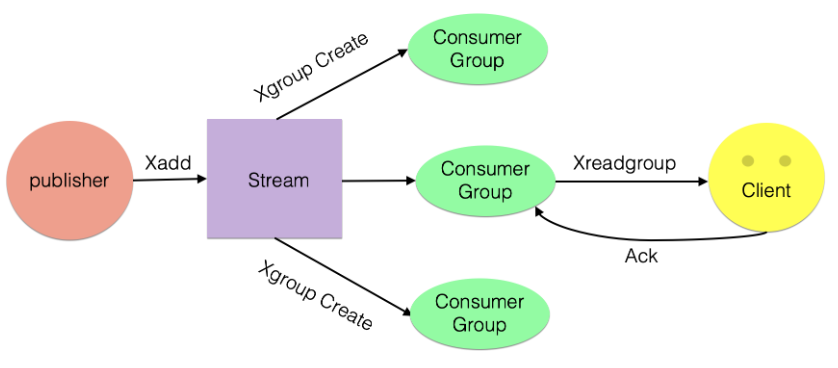 Xgroup Create
Consumer
Group
publisher
Xadd
Stream
Consumer
Group
Xreadgroup
Client
Ack
Xgroup Create
Consumer
Group